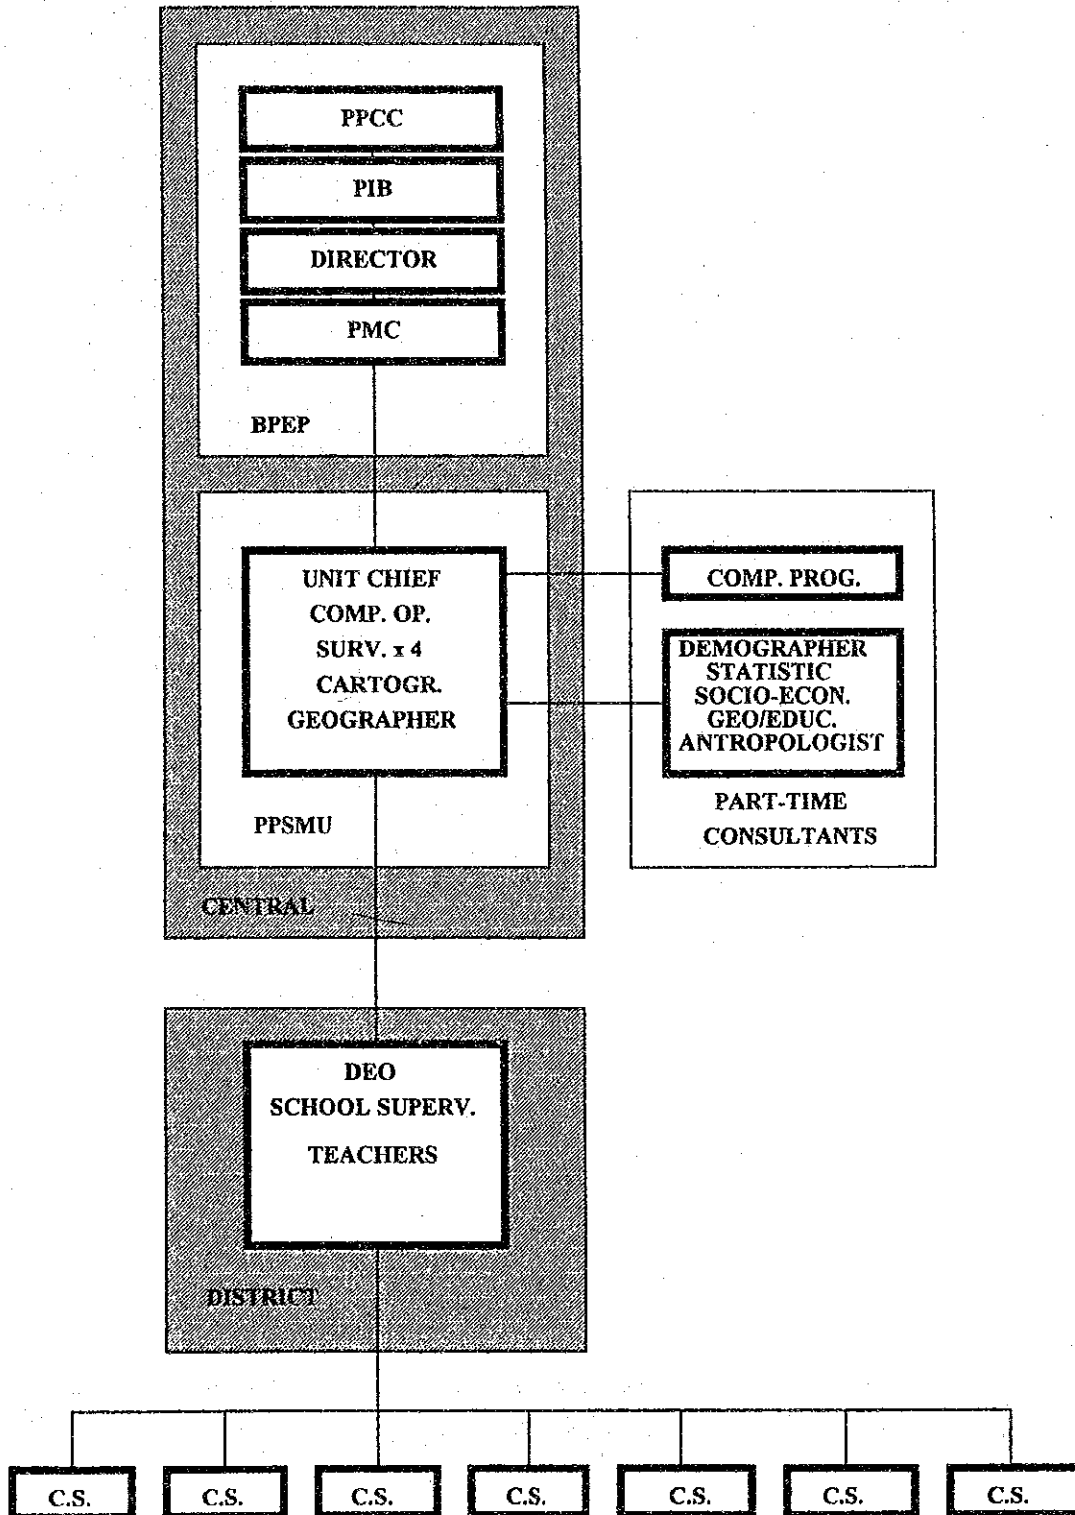 PPCC
PIB
DIRECTOR
PMC
BPEP
UNIT CHIEF
COMP. OP.
SURV. x 4
CARTOGR.
GEOGRAPHER
PPSMU
COMP. PROG.
DEMOGRAPHER
STATISTIC
SOCIO-ECON.
GEO/EDUC.
ANTROPOLOGIST
PART-TIME
CONSULTANTS
CENTRAL
DEO
SCHOOL SUPERV.
TEACHERS
DISTRICT
C.S.
C.S.
C.S.
C.S.
C.S.
C.S.
C.S.